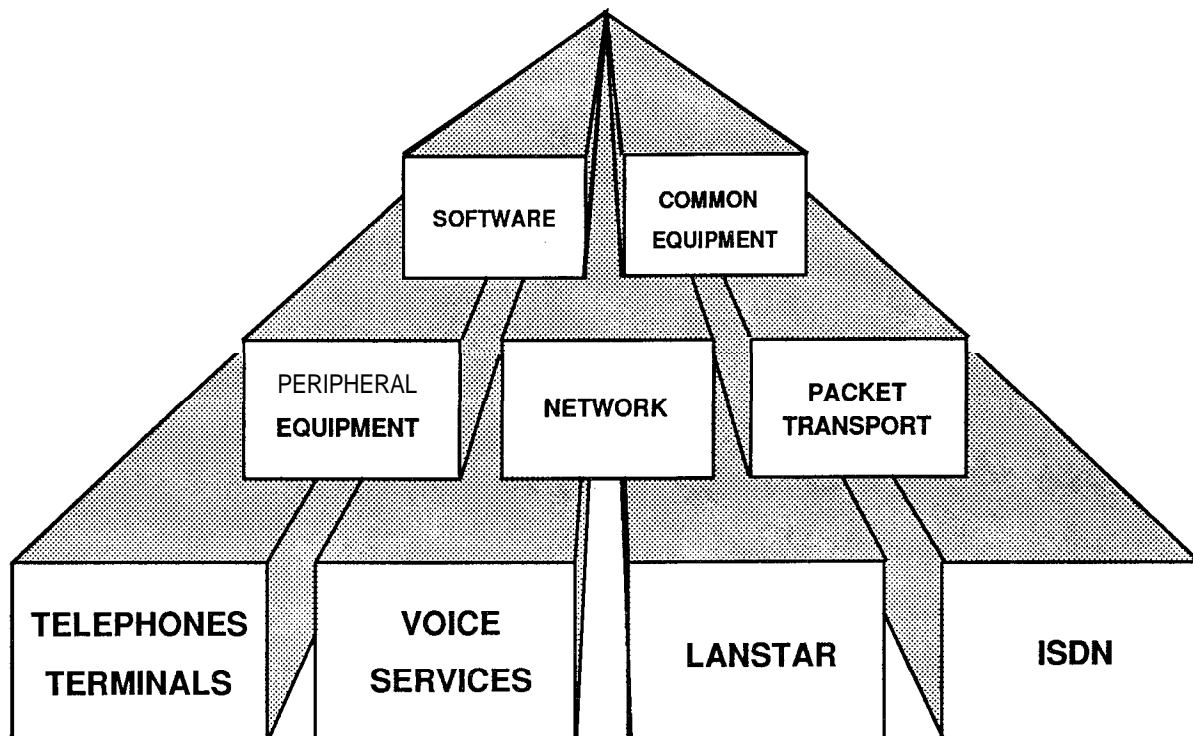 SOFTWARE
COMMON
EQUIPMENT
PERIPHERAL
EQUIPMENT
NETWORK
PACKET
TRANSPORT
TELEPHONES
TERMINALS
VOICE
SERVICES
LANSTAR
ISDN